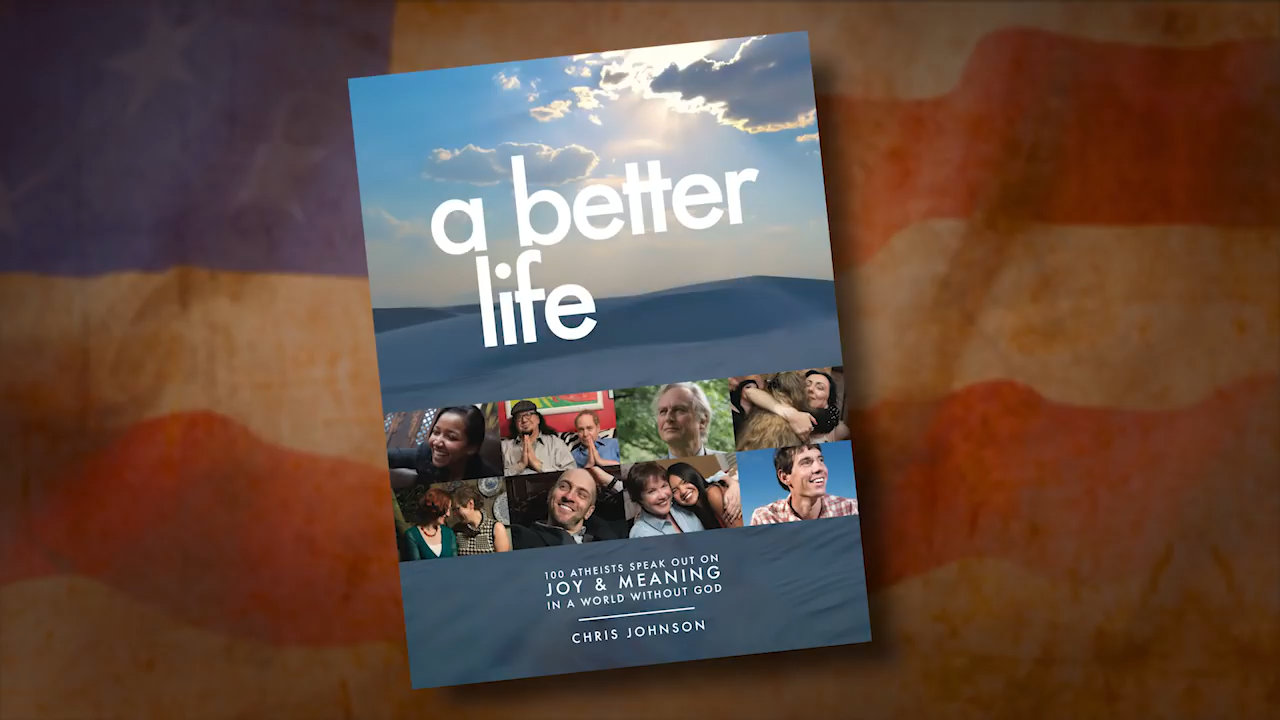 a better
life
100 ATHEISTS SPEAK OUT ON
JOY & MEANING
IN A WORLD WITHOUT GOD
CHRIS JOHNSON